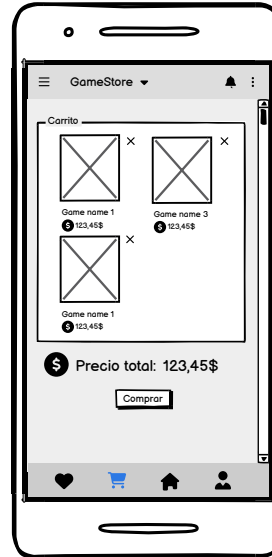 GameStore
Carrito
Game name 1
$ 123,45$
Game name 3
$ 123,45$
Game name 1
$ 123,45$
$ Precio total: 123,45$
Comprar